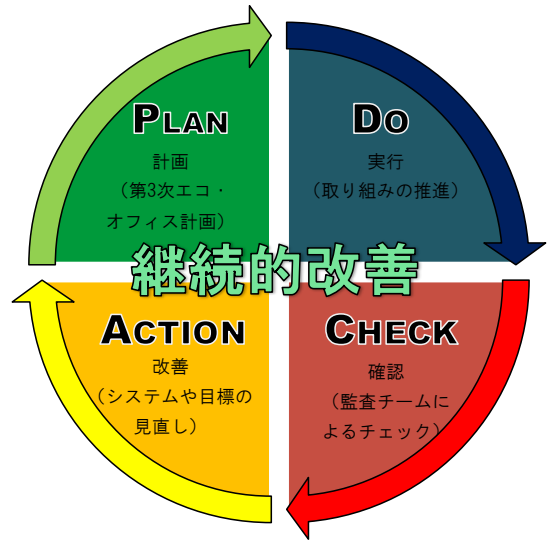 PLAN
計画
（第3次エコ・
オフィス計画）
DO
実行
（取り組みの推進）
継続的改善
ACTION
改善
（システムや目標の
見直し）
CHECK
確認
（監査チームに
よるチェック）